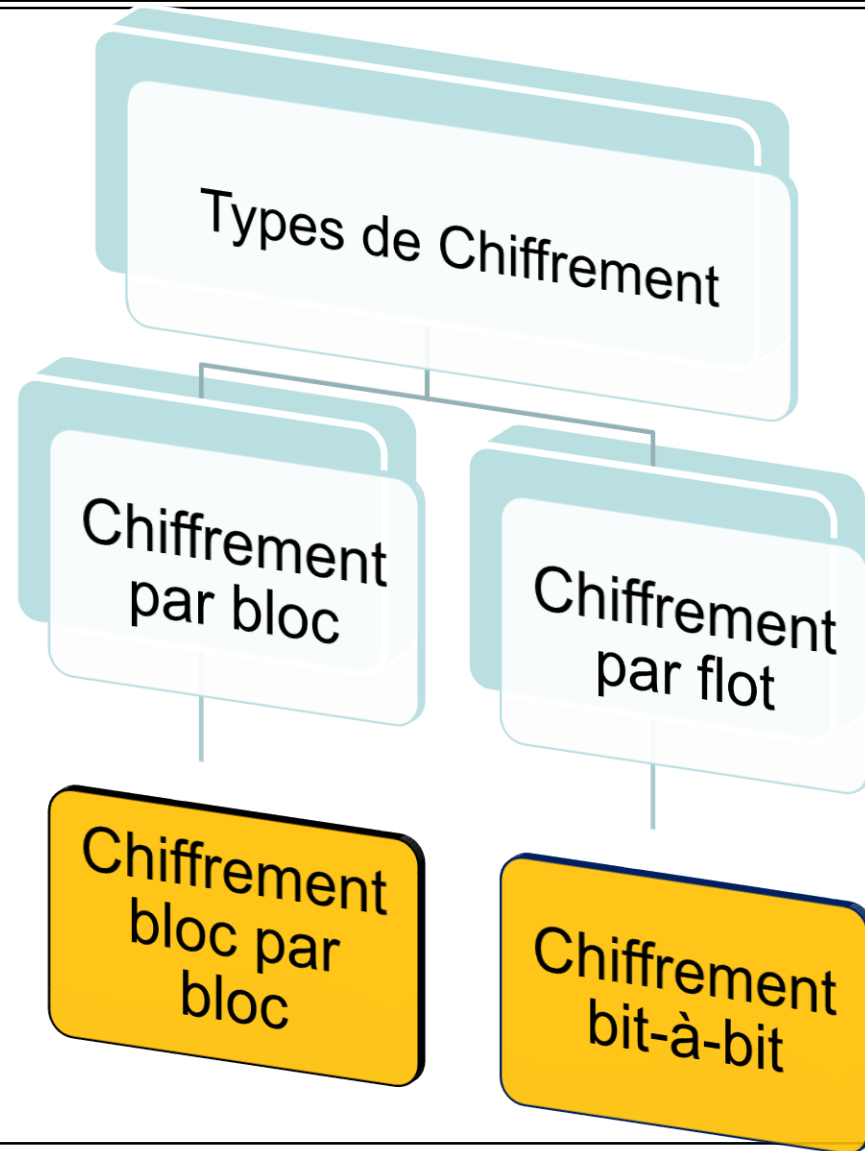 Types de Chiffrement
Chiffrement
par bloc
Chiffrement
par flot
Chiffrement
bloc par
bloc
Chiffrement
bit-à-bit